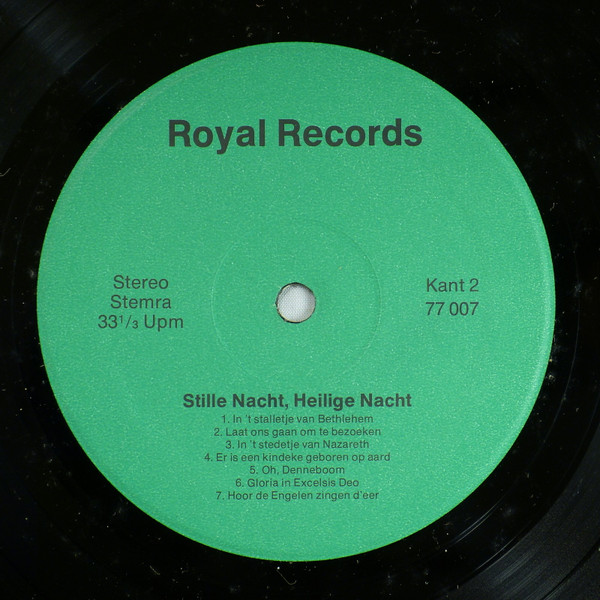 Royal Records
Stereo
Stemra
33 1/3 Upm
Kant 2
77 007
Stille Nacht, Heilige Nacht
1. In 't stalletje van Bethlehem
2. Laat ons gaan om te bezoeken
3. In 't stedetje van Nazareth
4. Er is een kindeke geboren op aard
5. Oh, Denneboom
6. Gloria in Excelsis Deo
7. Hoor de Engelen zingen d'eer